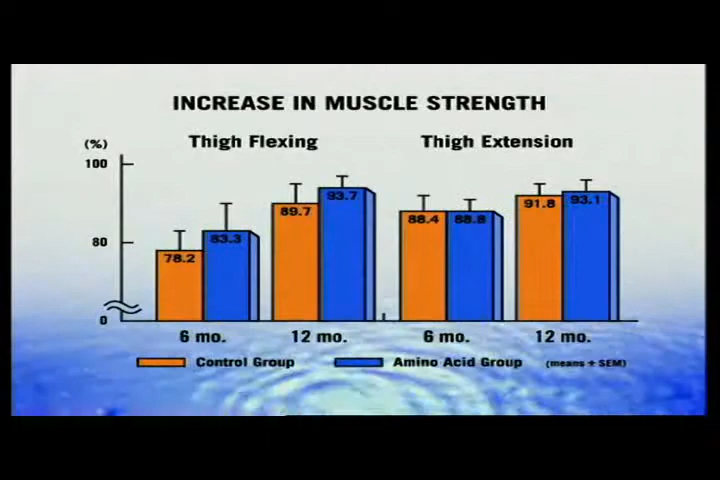 INCREASE IN MUSCLE STRENGTH
Thigh Flexing
Thigh Extension
(%)
100
80
0
78.2
83.3
89.7
93.7
88.4
88.8
91.8
93.1
6 mo.
12 mo.
6 mo.
12 mo.
Control Group
Amino Acid Group
(means + SEM)